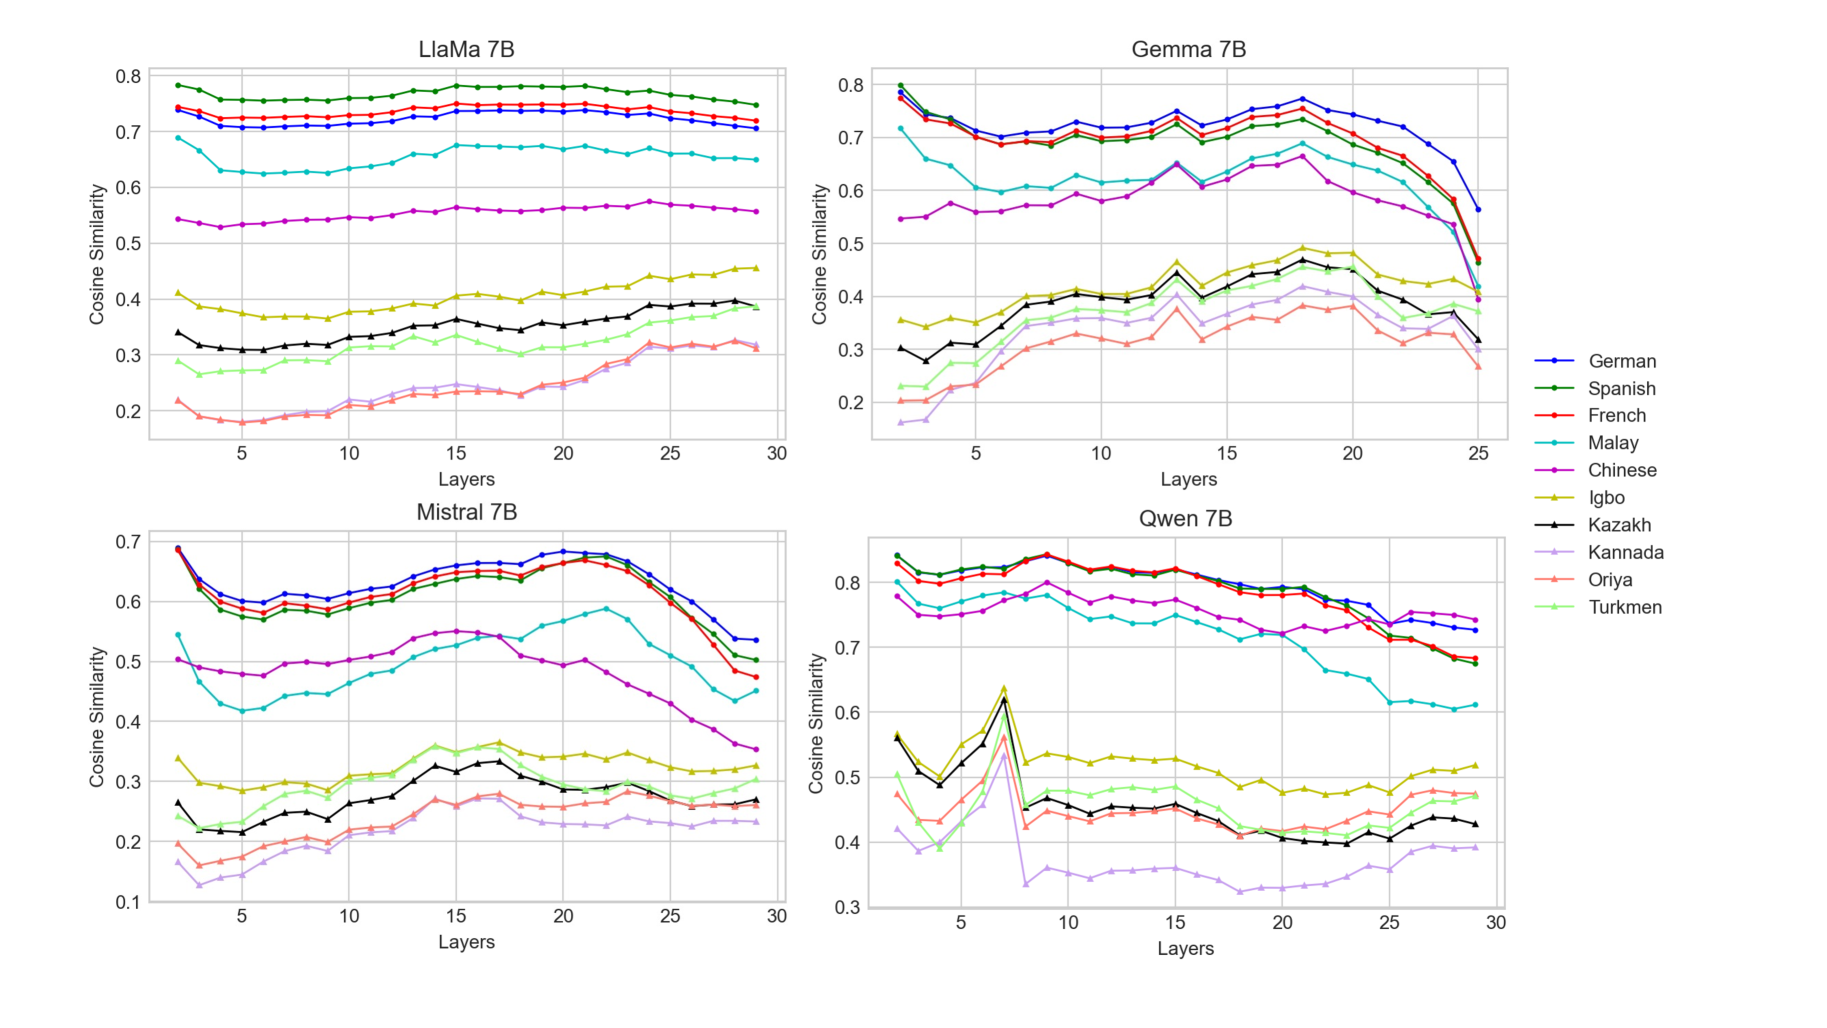 LlaMa 7B
Cosine Similarity
0.8
0.7
0.6
0.5
0.4
0.3
0.2
5 10 15 20 25 30
Layers
Gemma 7B
Cosine Similarity
0.8
0.7
0.6
0.5
0.4
0.3
0.2
5 10 15 20 25
Layers
Mistral 7B
Cosine Similarity
0.7
0.6
0.5
0.4
0.3
0.2
0.1
5 10 15 20 25 30
Layers
Qwen 7B
Cosine Similarity
0.8
0.7
0.6
0.5
0.4
0.3
5 10 15 20 25 30
Layers
German
Spanish
French
Malay
Chinese
Igbo
Kazakh
Kannada
Oriya
Turkmen